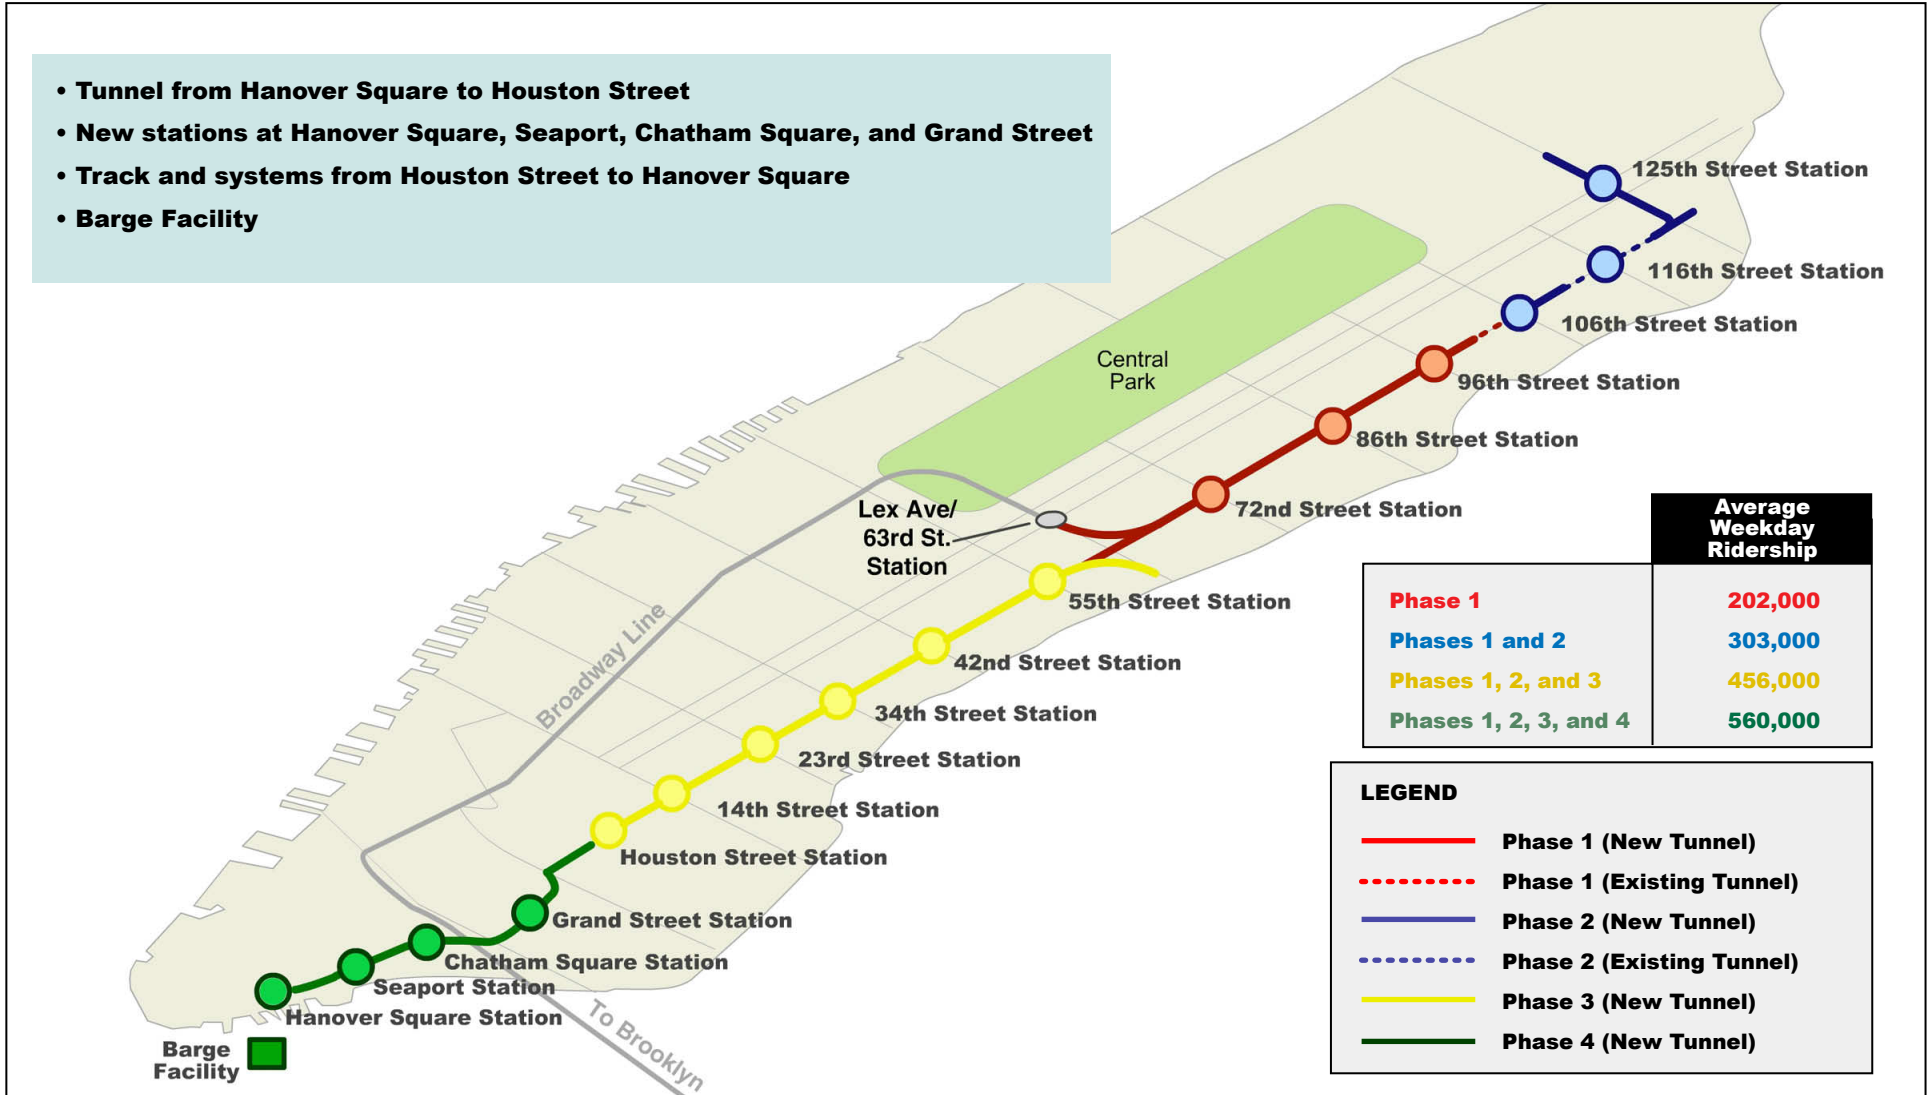 • Tunnel from Hanover Square to Houston Street
• New stations at Hanover Square, Seaport, Chatham Square, and Grand Street
• Track and systems from Houston Street to Hanover Square
• Barge Facility
125th Street Station
116th Street Station
106th Street Station
Central
Park
96th Street Station
86th Street Station
72nd Street Station
Lex Ave/
63rd St.
Station
55th Street Station
Broadway Line
42nd Street Station
34th Street Station
23rd Street Station
14th Street Station
Houston Street Station
Grand Street Station
Chatham Square Station
Seaport Station
Hanover Square Station
To Brooklyn
Barge
Facility
Average
Weekday
Ridership
Phase 1 202,000
Phases 1 and 2 303,000
Phases 1, 2, and 3 456,000
Phases 1, 2, 3, and 4 560,000
LEGEND
Phase 1 (New Tunnel)
Phase 1 (Existing Tunnel)
Phase 2 (New Tunnel)
Phase 2 (Existing Tunnel)
Phase 3 (New Tunnel)
Phase 4 (New Tunnel)